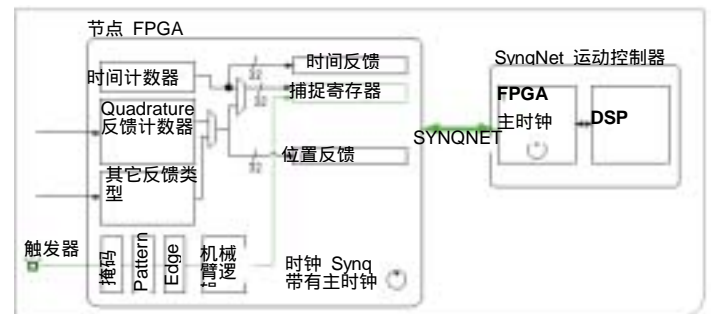 节点 FPGA
时间计数器
Quadrature
反馈计数器
其它反馈类
型
触发器
掩码
Pattern
Edge
机械
臂逻
32
时间反馈
32
捕捉寄存器
32
位置反馈
时钟 Synq
带有主时钟
SYNQNET
SynqNet 运动控制器
FPGA
主时钟
DSP